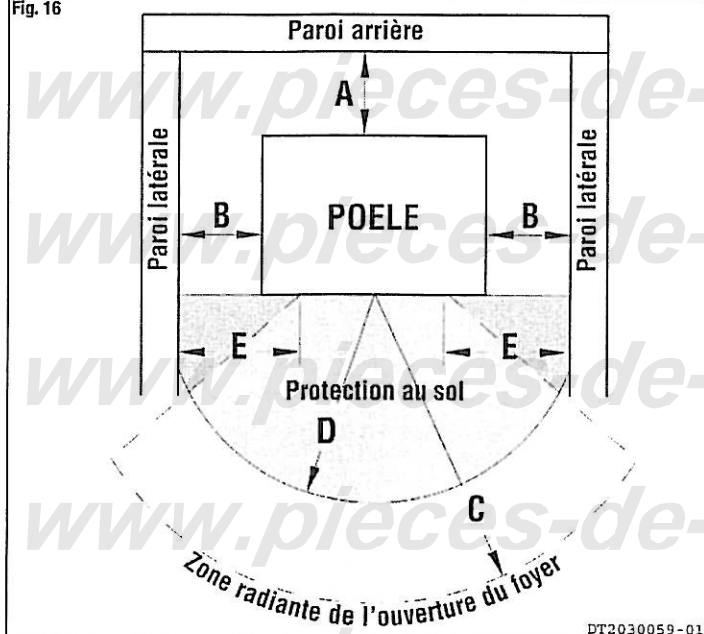 Fig. 16
Paroi arrière
A
Paroi latérale
Paroi latérale
B
POELE
B
E
E
Protection au sol
D
C
Zone radiante de l'ouverture du foyer
DT2030059-01
www.pieces-de-
www.pieces-de-
www.pieces-de-
www.pieces-de-